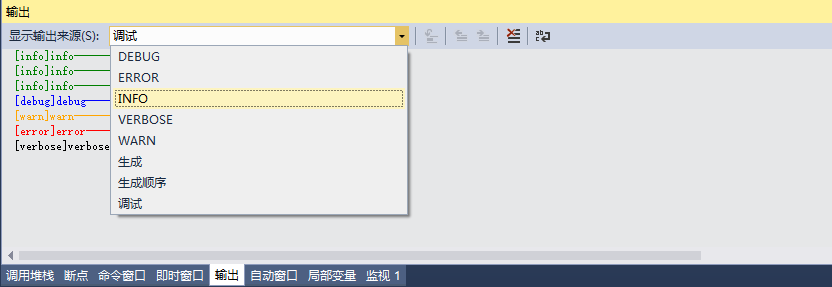 输出
显示输出来源(S): 调试
DEBUG
ERROR
INFO
VERBOSE
WARN
生成
生成顺序
调试
[info]info
[info]info
[info]info
[debug]debug
[warn]warn
[error]error
[verbose]verbose
调用堆栈 断点 命令窗口 即时窗口 输出 自动窗口 局部变量 监视 1